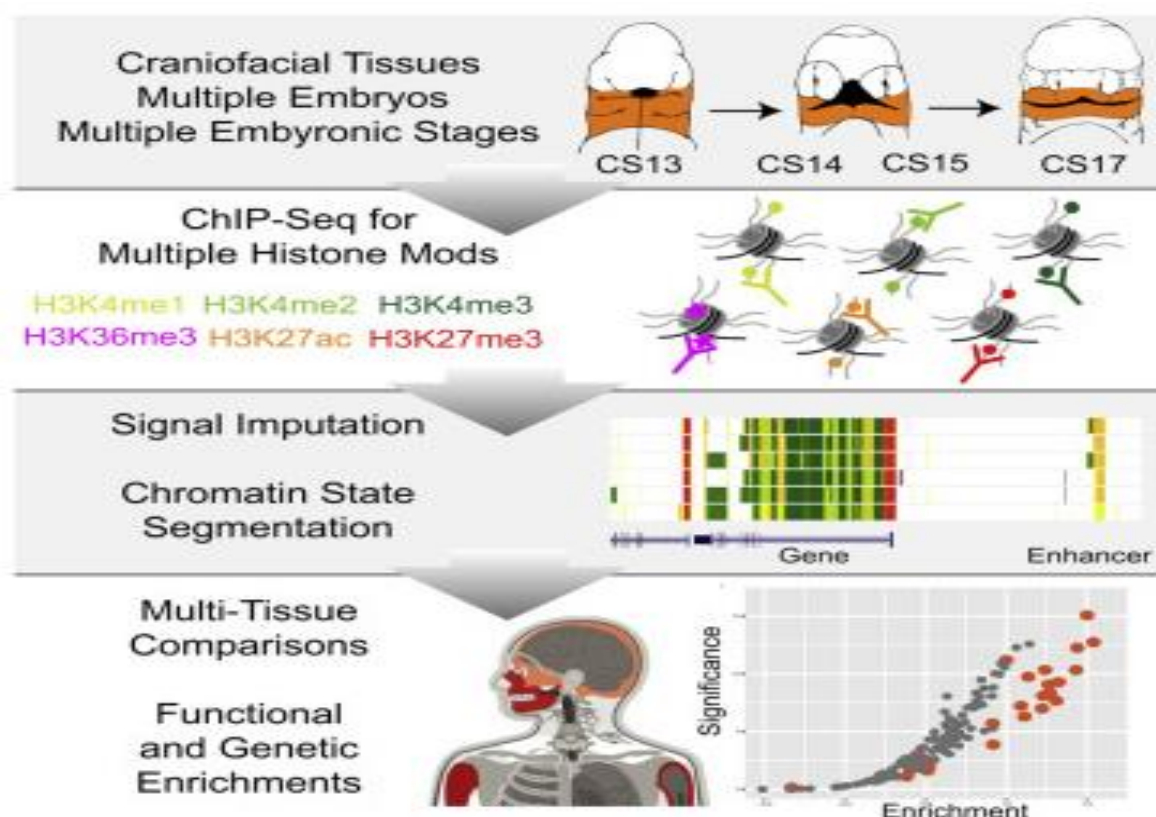 Craniofacial Tissues
Multiple Embryos
Multiple Embyronic Stages
CS13
CS14
CS15
CS17
ChIP-Seq for
Multiple Histone Mods
H3K4me1 H3K4me2 H3K4me3
H3K36me3 H3K27ac H3K27me3
Signal Imputation
Chromatin State
Segmentation
Gene
Enhancer
Multi-Tissue
Comparisons
Functional
and Genetic
Enrichments
Significance
Enrichment